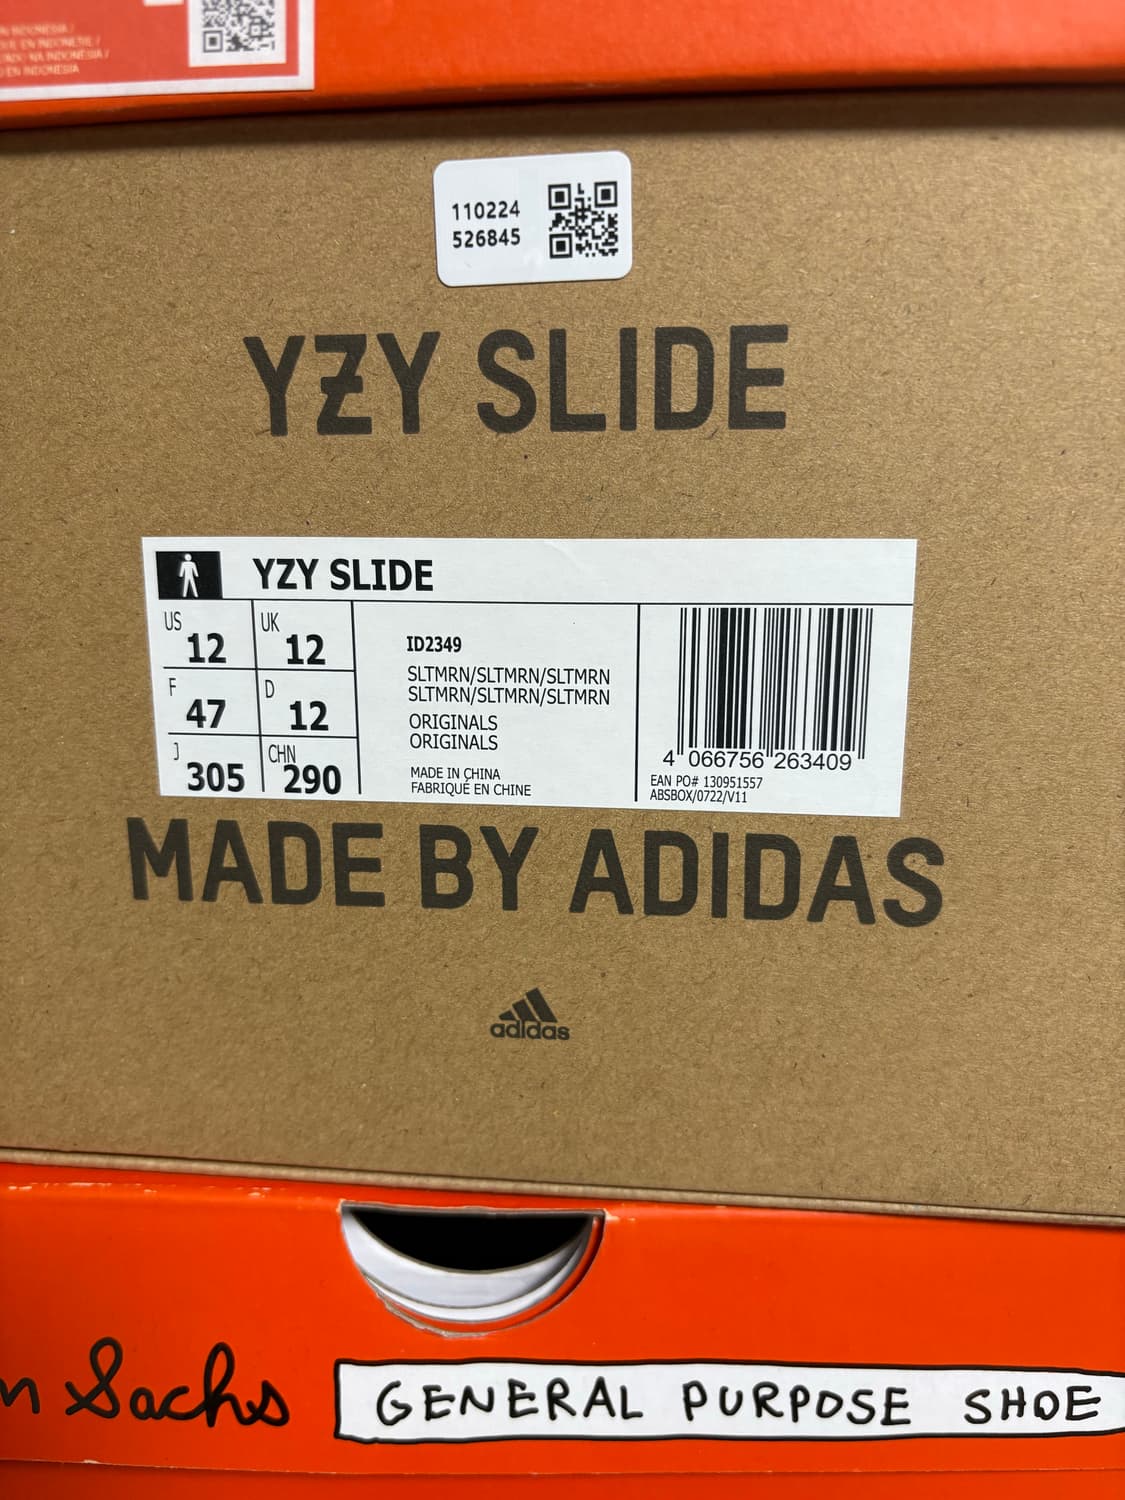 EN INDONESIA
110224
526845
YZY SLIDE
YZY SLIDE
US 12 UK 12
F 47 D 12
J 305 CHN 290
ID2349
SLTMRN/SLTMRN/SLTMRN
SLTMRN/SLTMRN/SLTMRN
ORIGINALS
ORIGINALS
MADE IN CHINA
FABRIQUÉ EN CHINE
4 066756 263409
EAN PO# 130951557
ABSBOX/0722/V11
MADE BY ADIDAS
adidas
n Sachs
GENERAL PURPOSE SHOE